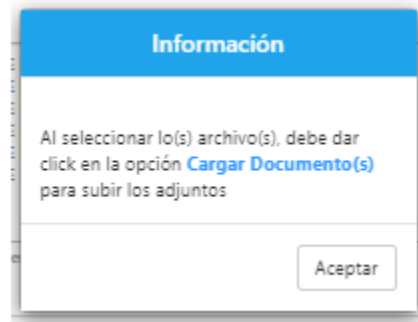 Información
Al seleccionar lo(s) archivo(s), debe dar
click en la opción Cargar Documento(s)
para subir los adjuntos
Aceptar